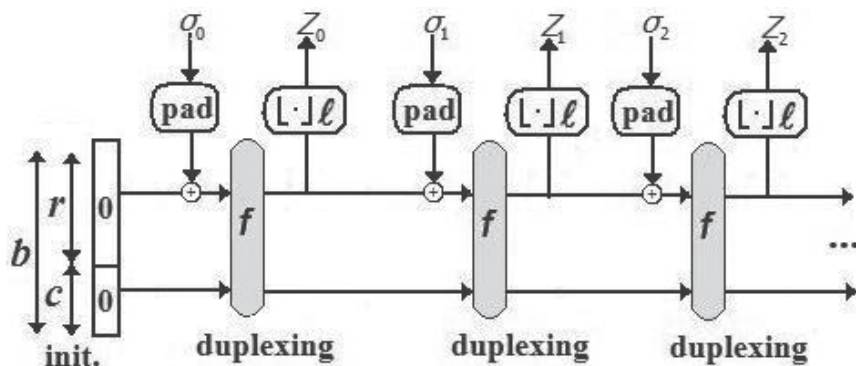 σ₀ Z₀ σ₁ Z₁ σ₂ Z₂
pad ⌊·⌋ℓ pad ⌊·⌋ℓ pad ⌊·⌋ℓ
r 0 f f f
b
...
c 0
init. duplexing duplexing duplexing